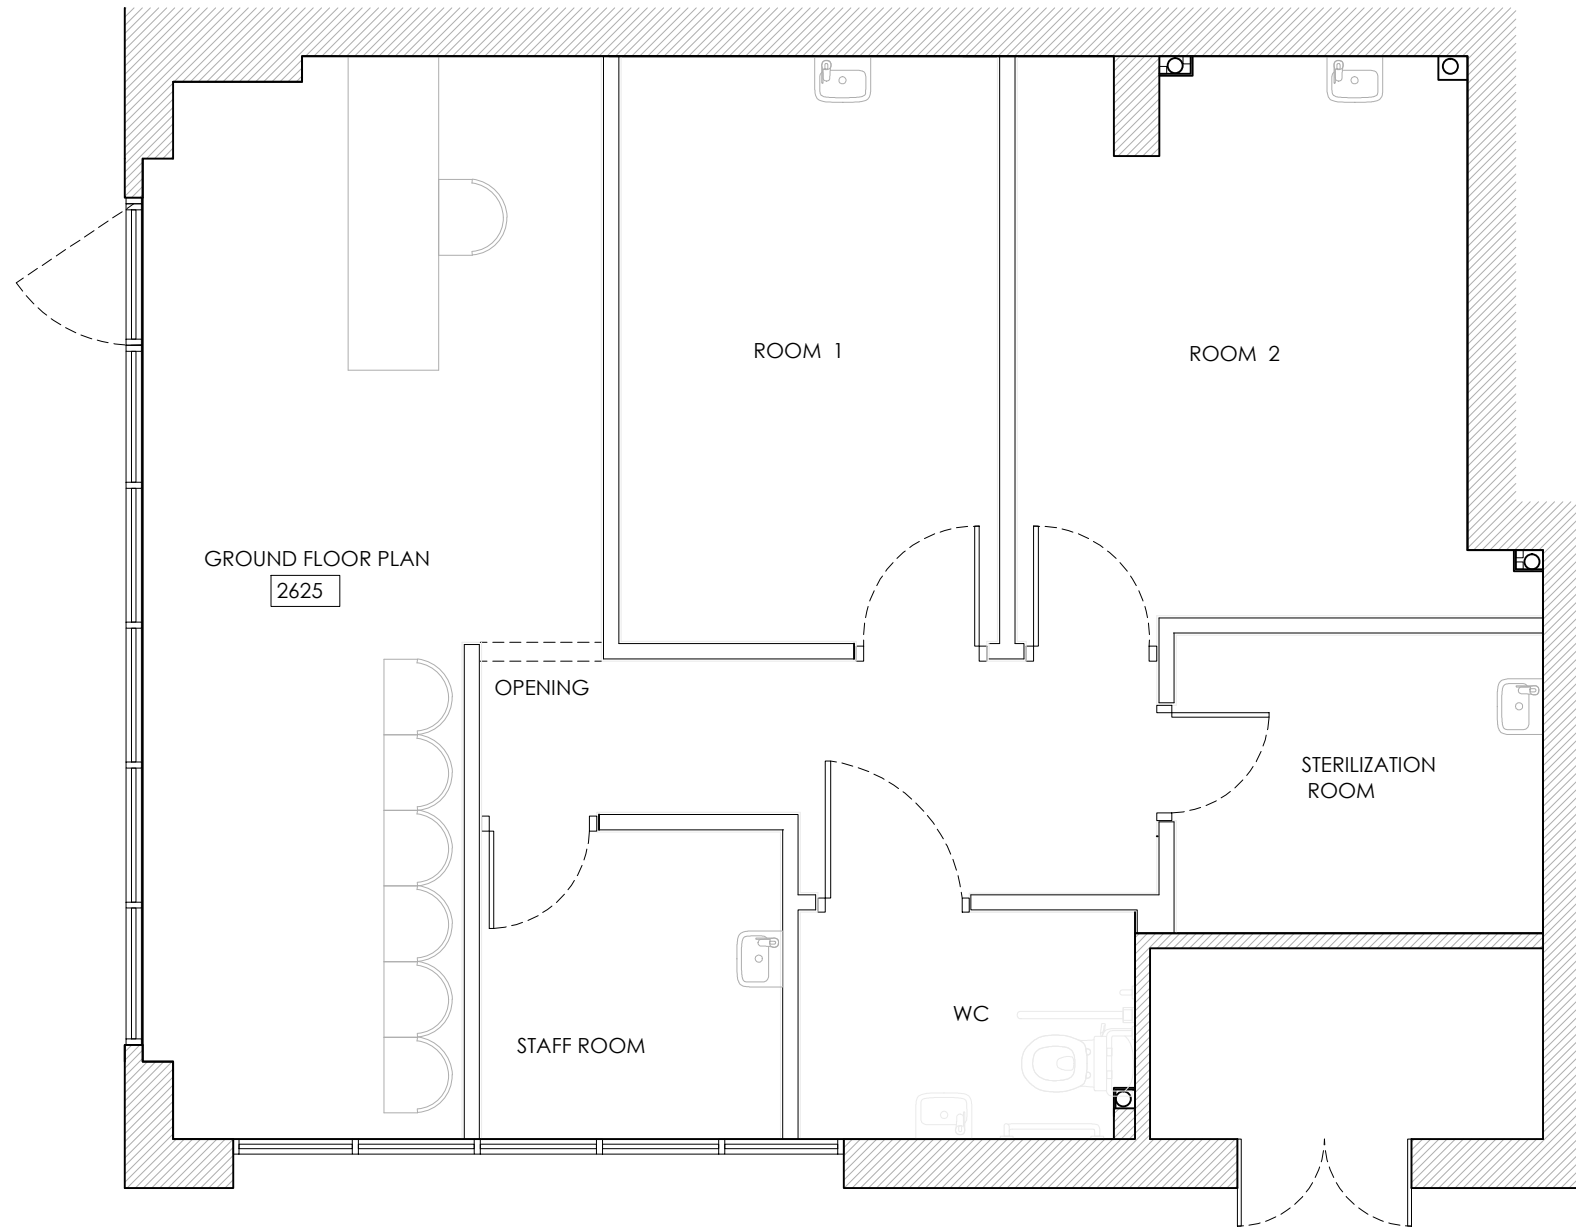 ROOM 1
ROOM 2
GROUND FLOOR PLAN
2625
OPENING
STERILIZATION
ROOM
WC
STAFF ROOM